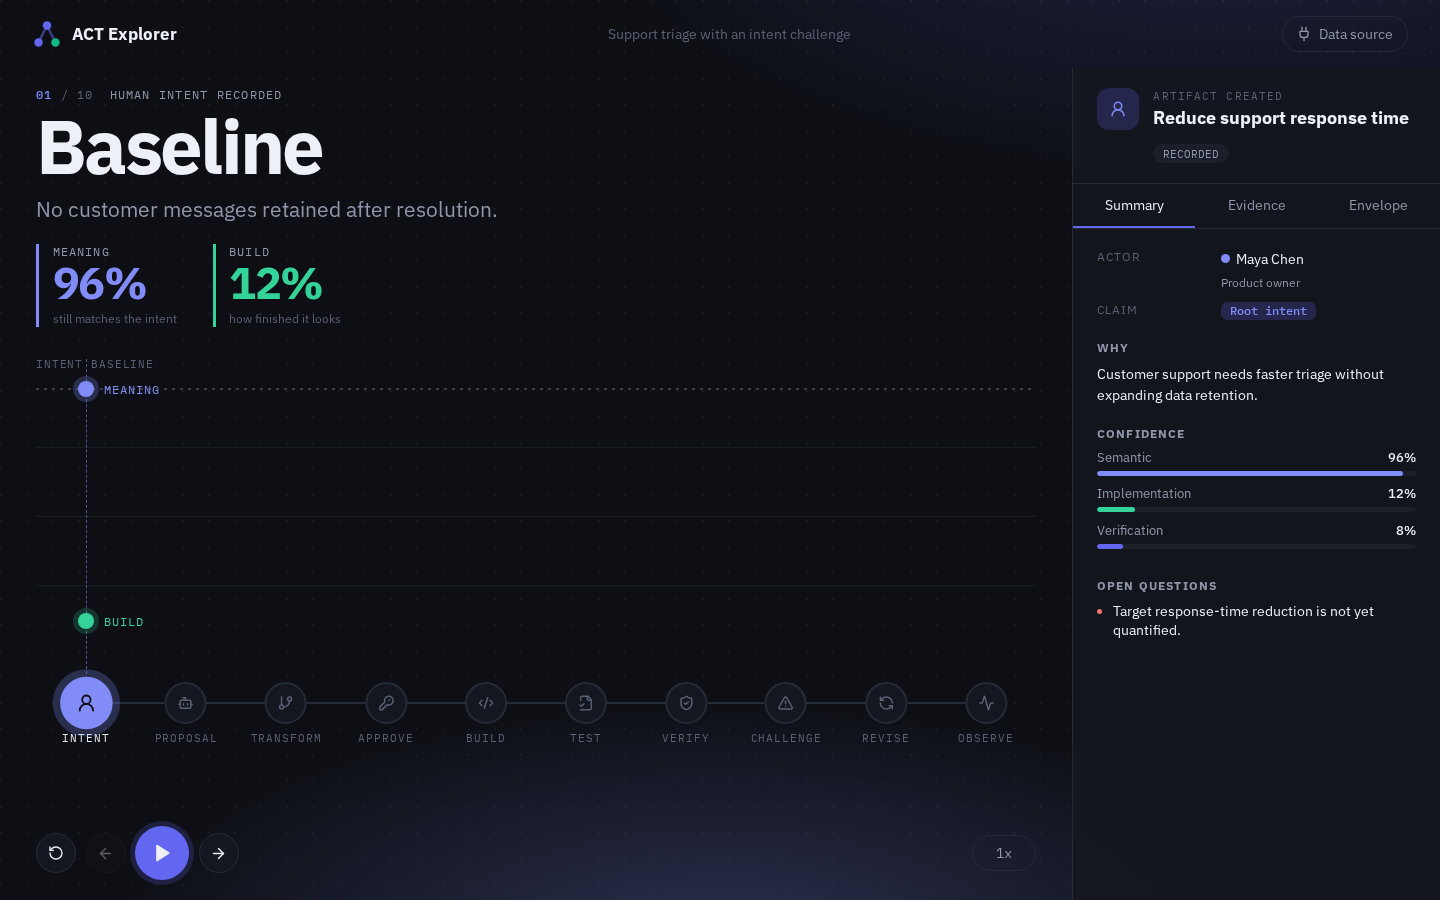 ACT Explorer
Support triage with an intent challenge
Data source
01 / 10 HUMAN INTENT RECORDED
Baseline
No customer messages retained after resolution.
MEANING
96%
still matches the intent
BUILD
12%
how finished it looks
INTENT BASELINE
MEANING
BUILD
INTENT
PROPOSAL
TRANSFORM
APPROVE
BUILD
TEST
VERIFY
CHALLENGE
REVISE
OBSERVE
1x
ARTIFACT CREATED
Reduce support response time
RECORDED
Summary
Evidence
Envelope
ACTOR
Maya Chen
Product owner
CLAIM
Root intent
WHY
Customer support needs faster triage without
expanding data retention.
CONFIDENCE
Semantic 96%
Implementation 12%
Verification 8%
OPEN QUESTIONS
Target response-time reduction is not yet
quantified.